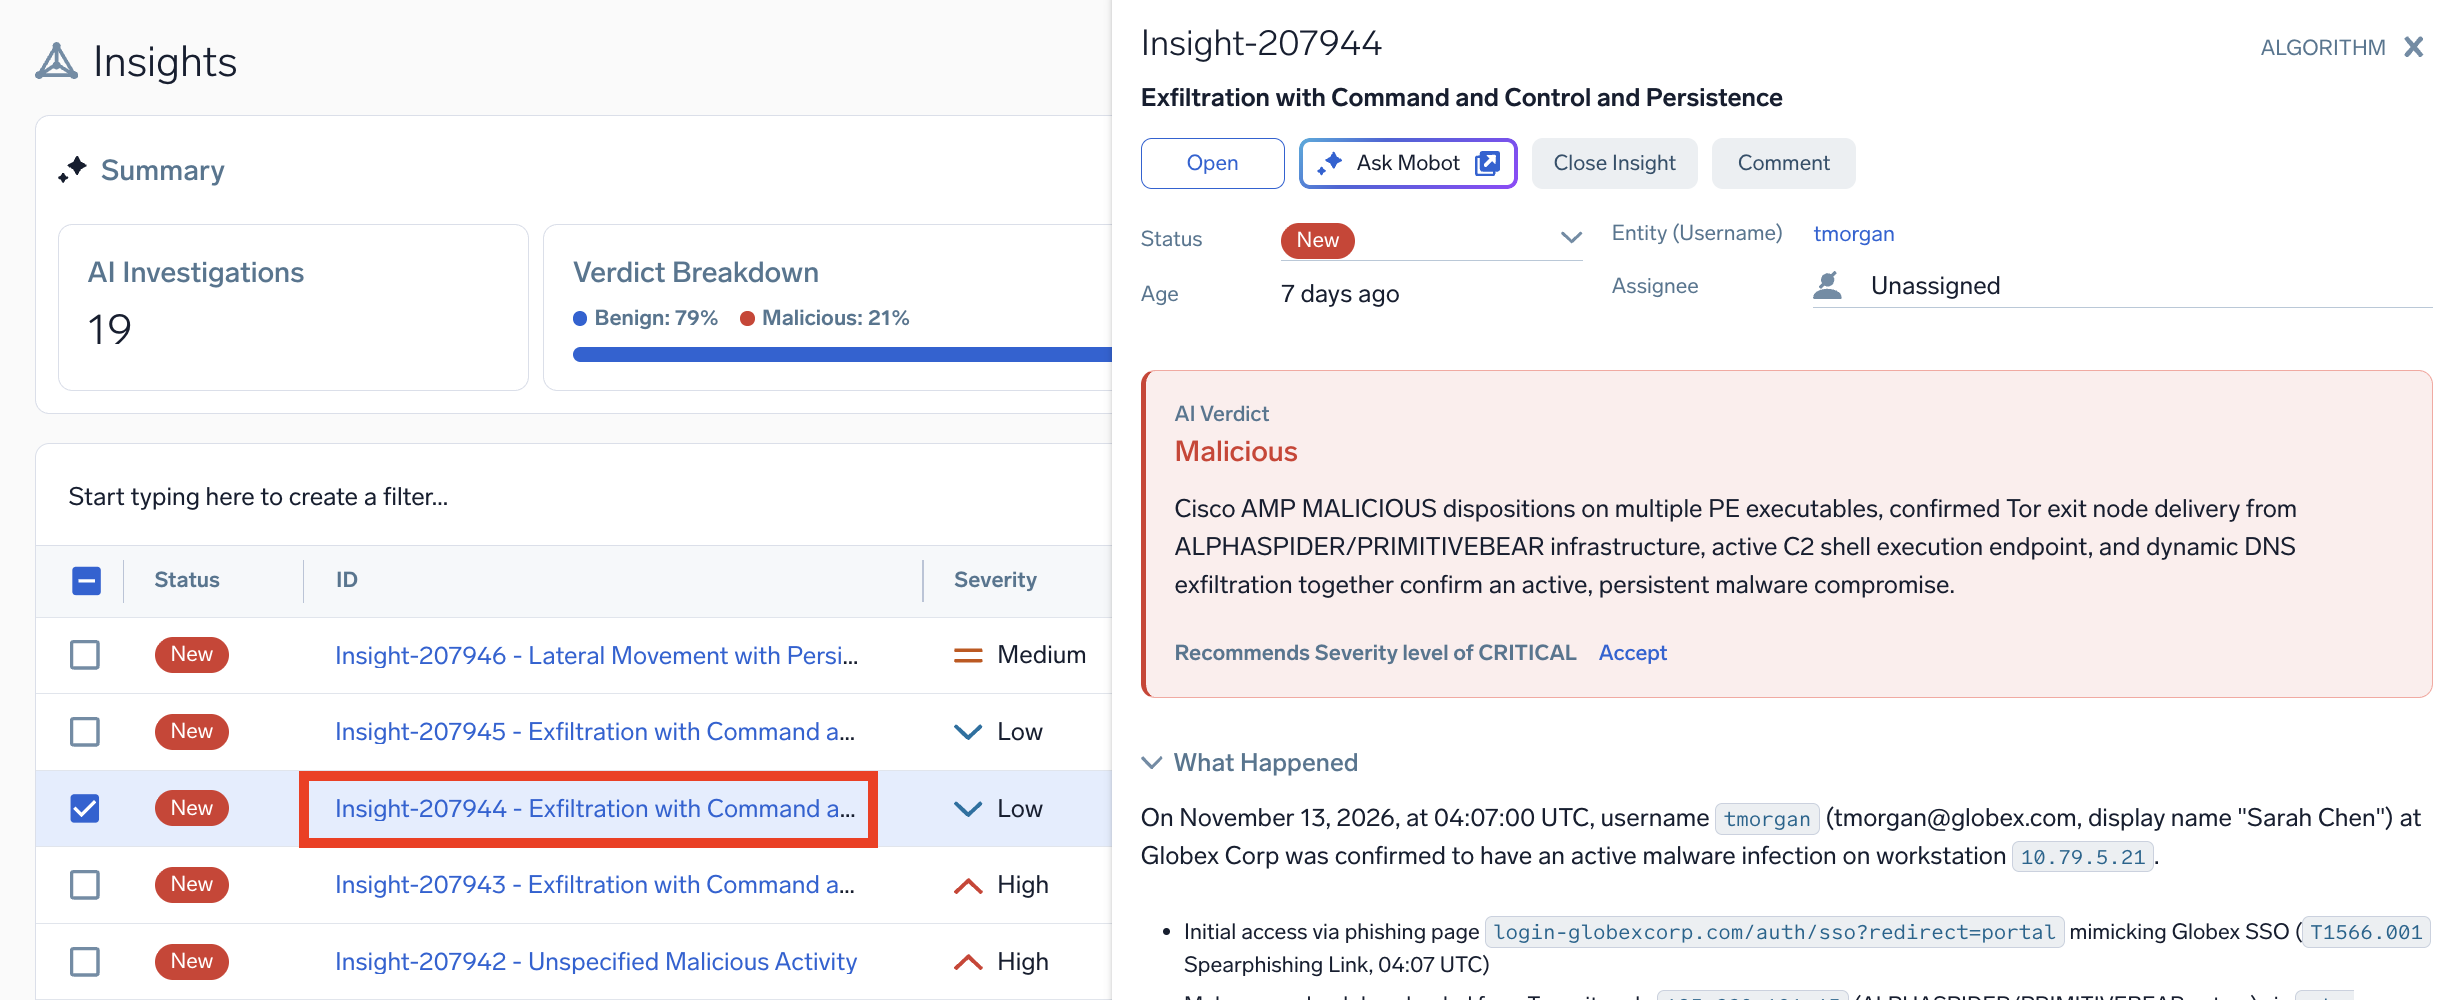 Insights
Summary
AI Investigations
19
Verdict Breakdown
Benign: 79% Malicious: 21%
Start typing here to create a filter...
Status ID Severity
New Insight-207946 - Lateral Movement with Persi... Medium
New Insight-207945 - Exfiltration with Command a... Low
New Insight-207944 - Exfiltration with Command a... Low
New Insight-207943 - Exfiltration with Command a... High
New Insight-207942 - Unspecified Malicious Activity High
Insight-207944
ALGORITHM
Exfiltration with Command and Control and Persistence
Open Ask Mobot Close Insight Comment
Status New Entity (Username) tmorgan
Age 7 days ago Assignee Unassigned
AI Verdict
Malicious
Cisco AMP MALICIOUS dispositions on multiple PE executables, confirmed Tor exit node delivery from
ALPHASPIDER/PRIMITIVEBEAR infrastructure, active C2 shell execution endpoint, and dynamic DNS
exfiltration together confirm an active, persistent malware compromise.
Recommends Severity level of CRITICAL Accept
What Happened
On November 13, 2026, at 04:07:00 UTC, username tmorgan (tmorgan@globex.com, display name "Sarah Chen") at
Globex Corp was confirmed to have an active malware infection on workstation 10.79.5.21.
• Initial access via phishing page login-globexcorp.com/auth/sso?redirect=portal mimicking Globex SSO (T1566.001
Spearphishing Link, 04:07 UTC)